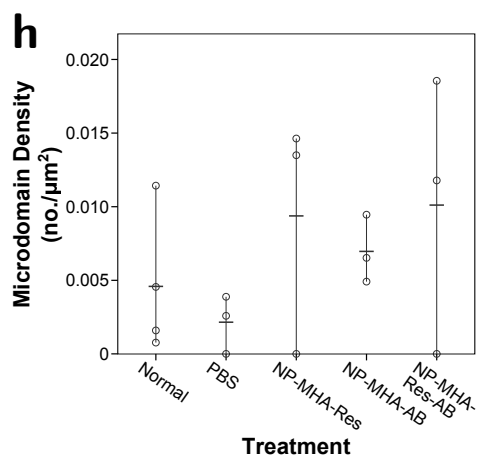 h
Microdomain Density
(no./µm²)
0.020
0.015
0.010
0.005
0
Normal
PBS
NP-MHA-Res
NP-MHA-AB
NP-MHA-
Res-AB
Treatment